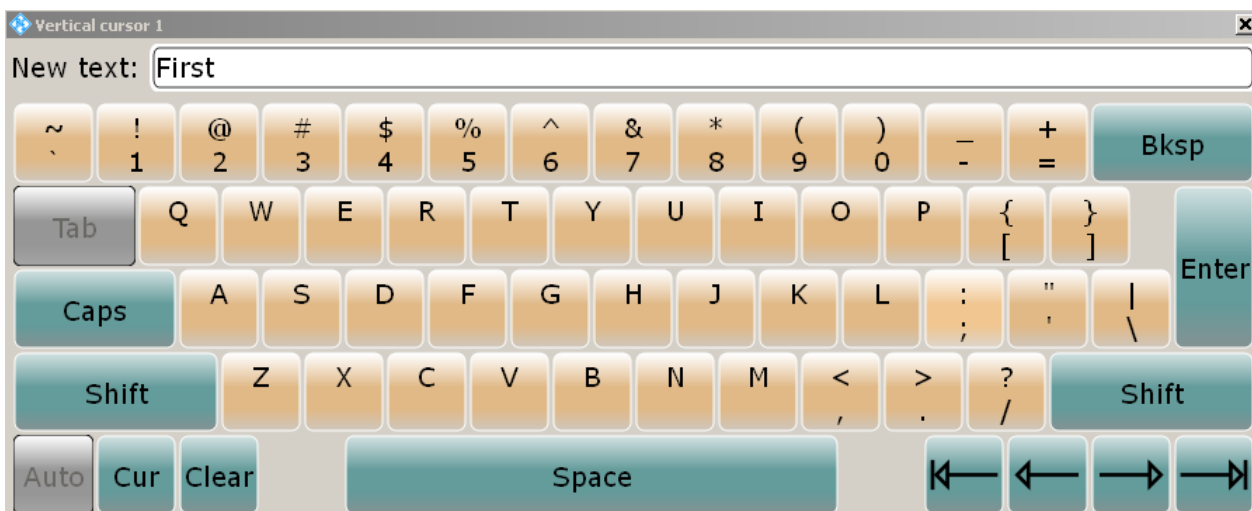 Vertical cursor 1
New text: First
~ ! @ # $ % ^ & * ( ) _ +
` 1 2 3 4 5 6 7 8 9 0 - = Bksp
Tab Q W E R T Y U I O P { }
[ ]
Enter
Caps A S D F G H J K L : " |
; ' \
Shift Z X C V B N M < > ? Shift
, . /
Auto Cur Clear Space